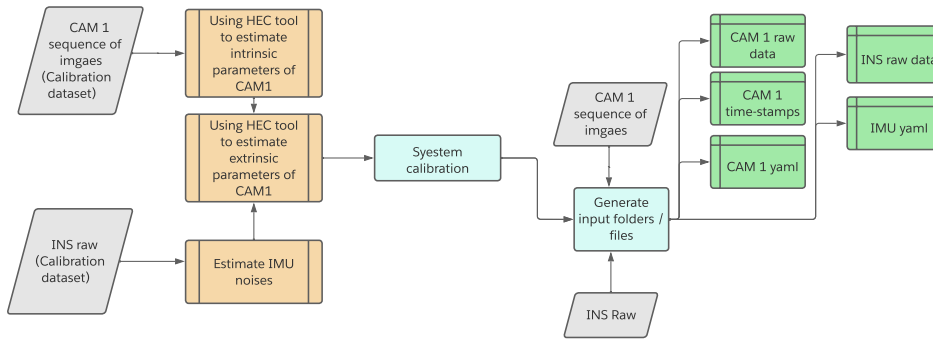 CAM 1
sequence of
imgaes
(Calibration
dataset)
Using HEC tool
to estimate
intrinsic
parameters of
CAM1
Using HEC tool
to estimate
extrinsic
parameters of
CAM1
INS raw
(Calibration
dataset)
Estimate IMU
noises
Syestem
calibration
CAM 1
sequence of
imgaes
Generate
input folders /
files
INS Raw
CAM 1 raw
data
CAM 1
time-stamps
CAM 1 yaml
INS raw data
IMU yaml